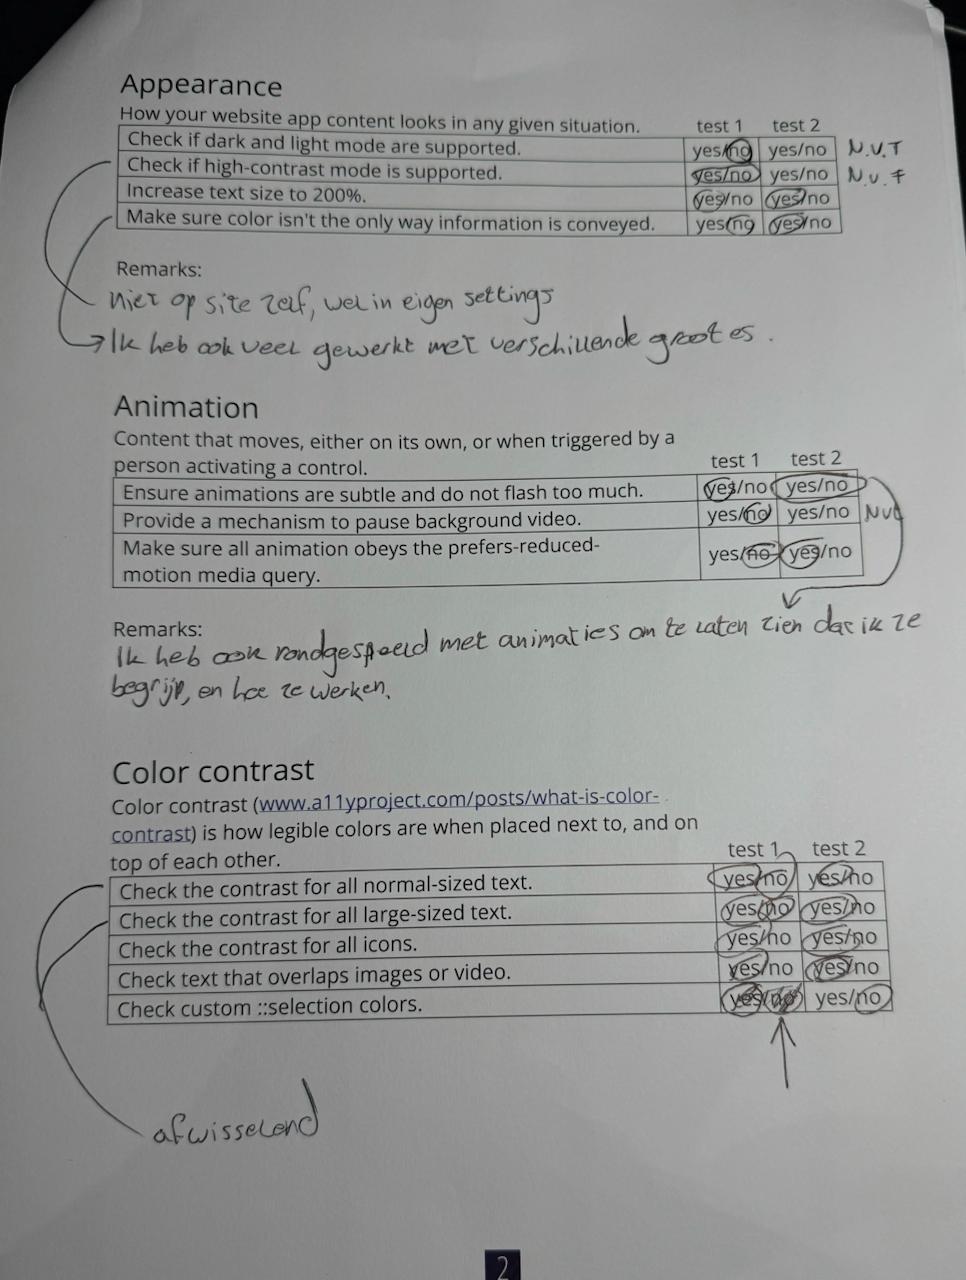 Appearance
How your website app content looks in any given situation. test 1 test 2
Check if dark and light mode are supported. yes/no yes/no N.V.T
Check if high-contrast mode is supported. yes/no yes/no N.V.T
Increase text size to 200%. yes/no yes/no
Make sure color isn't the only way information is conveyed. yes/no yes/no
Remarks:
Niet op site zelf, wel in eigen settings
Ik heb ook veel gewerkt met verschillende groottes.
Animation
Content that moves, either on its own, or when triggered by a
person activating a control. test 1 test 2
Ensure animations are subtle and do not flash too much. yes/no yes/no
Provide a mechanism to pause background video. yes/no yes/no
Make sure all animation obeys the prefers-reduced-
motion media query. yes/no yes/no
Remarks:
Ik heb ook rondgespeeld met animaties om te laten zien dat ik ze
begrijp, en hoe ze werken.
Color contrast
Color contrast (www.a11yproject.com/posts/what-is-color-
contrast) is how legible colors are when placed next to, and on
top of each other. test 1 test 2
Check the contrast for all normal-sized text. yes/no yes/no
Check the contrast for all large-sized text. yes/no yes/no
Check the contrast for all icons. yes/no yes/no
Check text that overlaps images or video. yes/no yes/no
Check custom ::selection colors. yes/no yes/no
afwisselend
2